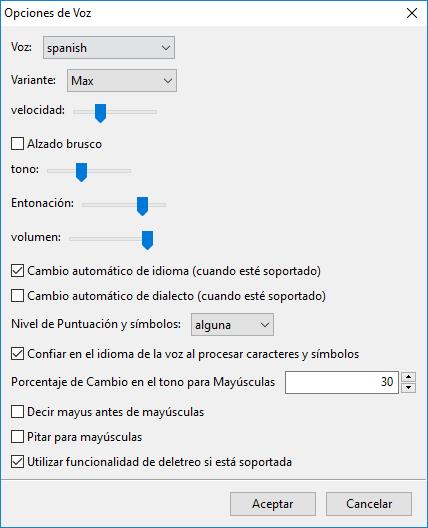 Opciones de Voz
Voz: spanish
Variante: Max
velocidad:
Alzado brusco
tono:
Entonación:
volumen:
Cambio automático de idioma (cuando esté soportado)
Cambio automático de dialecto (cuando esté soportado)
Nivel de Puntuación y símbolos: alguna
Confiar en el idioma de la voz al procesar caracteres y símbolos
Porcentaje de Cambio en el tono para Mayúsculas 30
Decir mayus antes de mayúsculas
Pitar para mayúsculas
Utilizar funcionalidad de deletreo si está soportada
Aceptar Cancelar